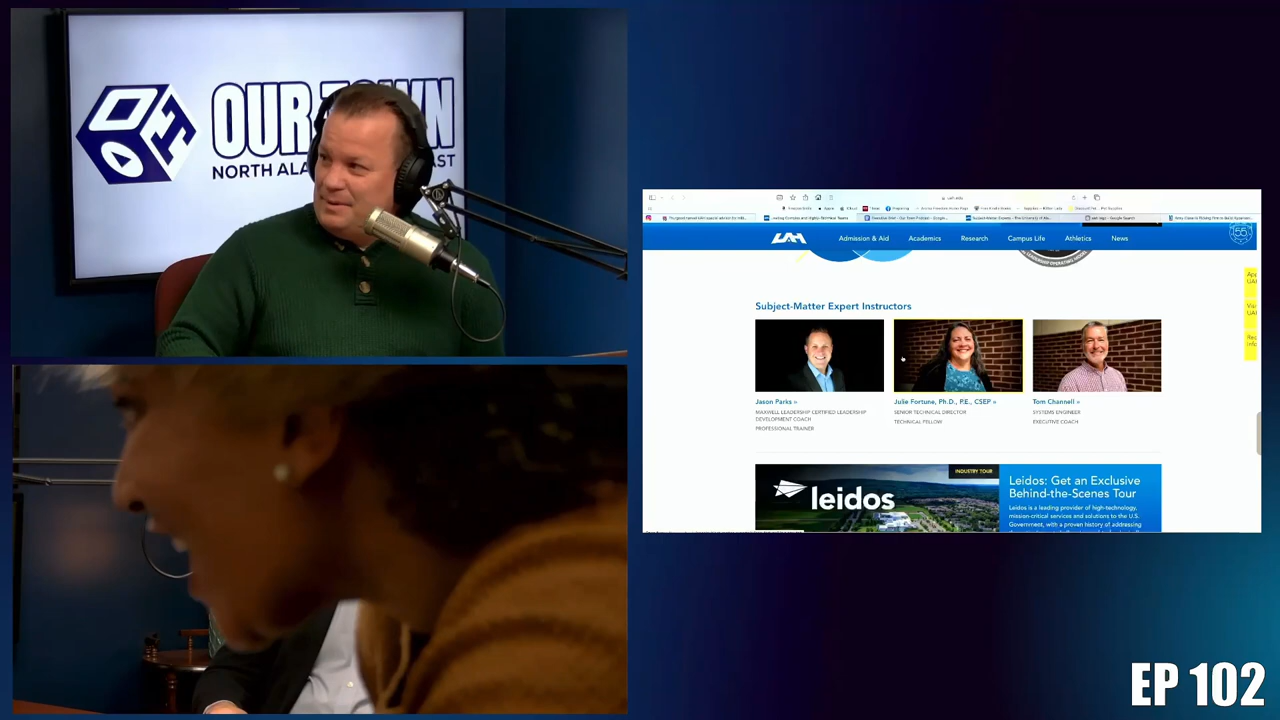 OUR TOWN
NORTH ALA
AST
UAH
Admission & Aid
Academics
Research
Campus Life
Athletics
News
55
LEADERSHIP OPERATING MODEL
Subject-Matter Expert Instructors
Jason Parks »
MAXWELL LEADERSHIP CERTIFIED LEADERSHIP
DEVELOPMENT COACH
PROFESSIONAL TRAINER
Julie Fortune, Ph.D., P.E., CSEP »
SENIOR TECHNICAL DIRECTOR
TECHNICAL FELLOW
Tom Channell »
SYSTEMS ENGINEER
EXECUTIVE COACH
INDUSTRY TOUR
leidos
Leidos: Get an Exclusive
Behind-the-Scenes Tour
Leidos is a leading provider of high-technology,
mission-critical services and solutions to the U.S.
Government, with a proven history of addressing
EP 102